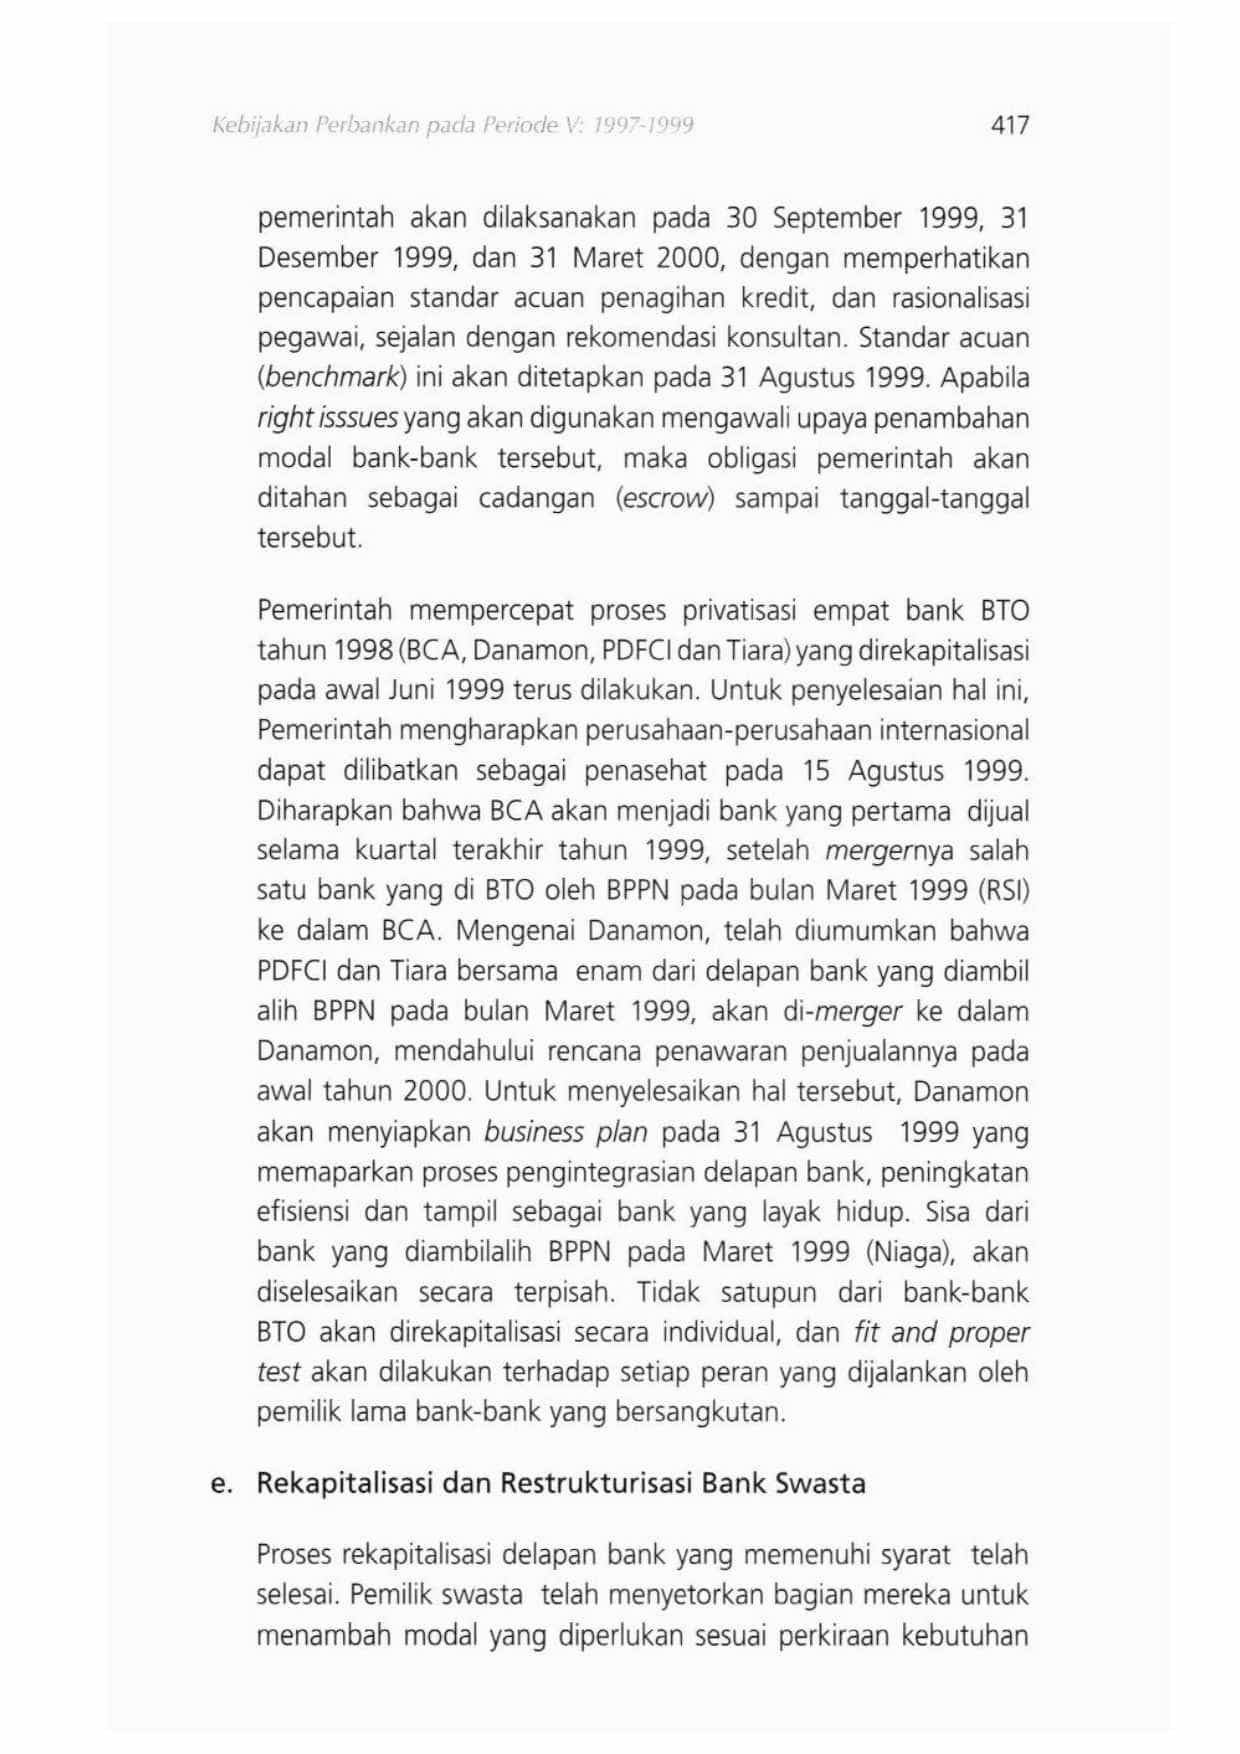 Kebijakan Perbankan pada Periode V: 1997-1999 417
pemerintah akan dilaksanakan pada 30 September 1999, 31
Desember 1999, dan 31 Maret 2000, dengan memperhatikan
pencapaian standar acuan penagihan kredit, dan rasionalisasi
pegawai, sejalan dengan rekomendasi konsultan. Standar acuan
(benchmark) ini akan ditetapkan pada 31 Agustus 1999. Apabila
right isssues yang akan digunakan mengawali upaya penambahan
modal bank-bank tersebut, maka obligasi pemerintah akan
ditahan sebagai cadangan (escrow) sampai tanggal-tanggal
tersebut.
Pemerintah mempercepat proses privatisasi empat bank BTO
tahun 1998 (BCA, Danamon, PDFCI dan Tiara) yang direkapitalisasi
pada awal Juni 1999 terus dilakukan. Untuk penyelesaian hal ini,
Pemerintah mengharapkan perusahaan-perusahaan internasional
dapat dilibatkan sebagai penasehat pada 15 Agustus 1999.
Diharapkan bahwa BCA akan menjadi bank yang pertama dijual
selama kuartal terakhir tahun 1999, setelah mergernya salah
satu bank yang di BTO oleh BPPN pada bulan Maret 1999 (RSI)
ke dalam BCA. Mengenai Danamon, telah diumumkan bahwa
PDFCI dan Tiara bersama enam dari delapan bank yang diambil
alih BPPN pada bulan Maret 1999, akan di-merger ke dalam
Danamon, mendahului rencana penawaran penjualannya pada
awal tahun 2000. Untuk menyelesaikan hal tersebut, Danamon
akan menyiapkan business plan pada 31 Agustus 1999 yang
memaparkan proses pengintegrasian delapan bank, peningkatan
efisiensi dan tampil sebagai bank yang layak hidup. Sisa dari
bank yang diambilalih BPPN pada Maret 1999 (Niaga), akan
diselesaikan secara terpisah. Tidak satupun dari bank-bank
BTO akan direkapitalisasi secara individual, dan fit and proper
test akan dilakukan terhadap setiap peran yang dijalankan oleh
pemilik lama bank-bank yang bersangkutan.
e. Rekapitalisasi dan Restrukturisasi Bank Swasta
Proses rekapitalisasi delapan bank yang memenuhi syarat telah
selesai. Pemilik swasta telah menyetorkan bagian mereka untuk
menambah modal yang diperlukan sesuai perkiraan kebutuhan